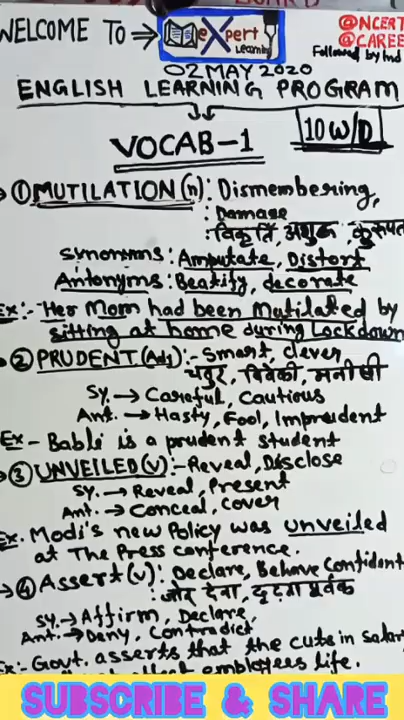 WELCOME TO ⇒ eXpert Learning
@NCERT
@CAREE
Followed by Ind
02 MAY 2020
ENGLISH LEARNING PROGRAM
VOCAB-1
10 W/D
① MUTILATION (n): Dismembering,
: Damage
: विकृति, अशुद्ध, कुरूपत
Synonyms: Amputate, Distort
Antonyms: Beatify, decorate
Ex:- Her Mom had been Mutilated by
sitting at home during Lockdown
→ ② PRUDENT (Adj):- Smart, clever
चतुर, विवेकी, मनीषी
Sy. → Careful, Cautious
Ant. → Hasty, Fool, Imprudent
Ex - Babli is a prudent student
→ ③ UNVEILED (V):- Reveal, Disclose
Sy. → Reveal, Present
Ant. → Conceal, Cover
Ex. Modi's new Policy was unveiled
at The Press conference.
→ ④ Assert (V): Declare, Behave Confident
: जोर देना, दृढ़ता पूर्वक
Sy. → Affirm, Declare,
Ant. → Deny, Contradict
Ex:- Govt. asserts that the cuts in salar
employees life.
SUBSCRIBE & SHARE